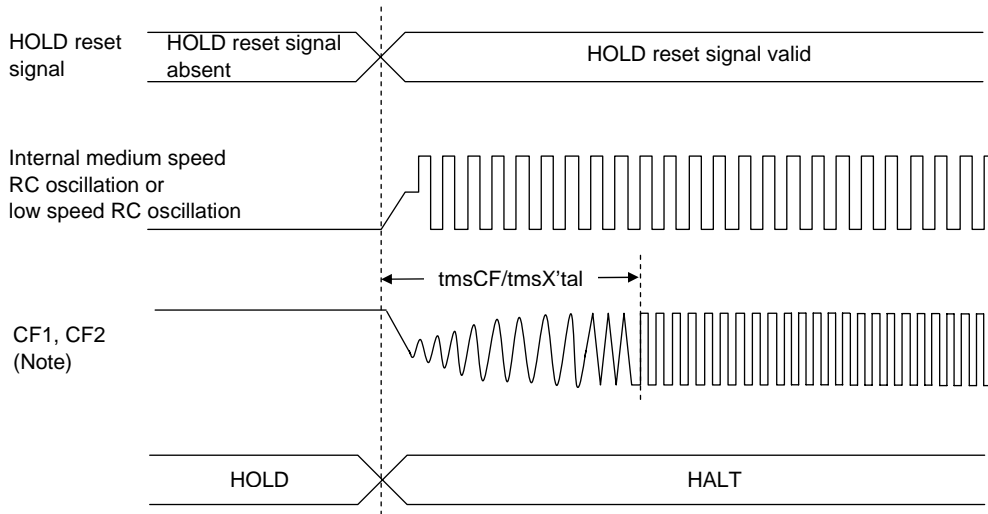 HOLD reset
signal
HOLD reset signal
absent
HOLD reset signal valid
Internal medium speed
RC oscillation or
low speed RC oscillation
tmsCF/tmsX'tal
CF1, CF2
(Note)
HOLD
HALT